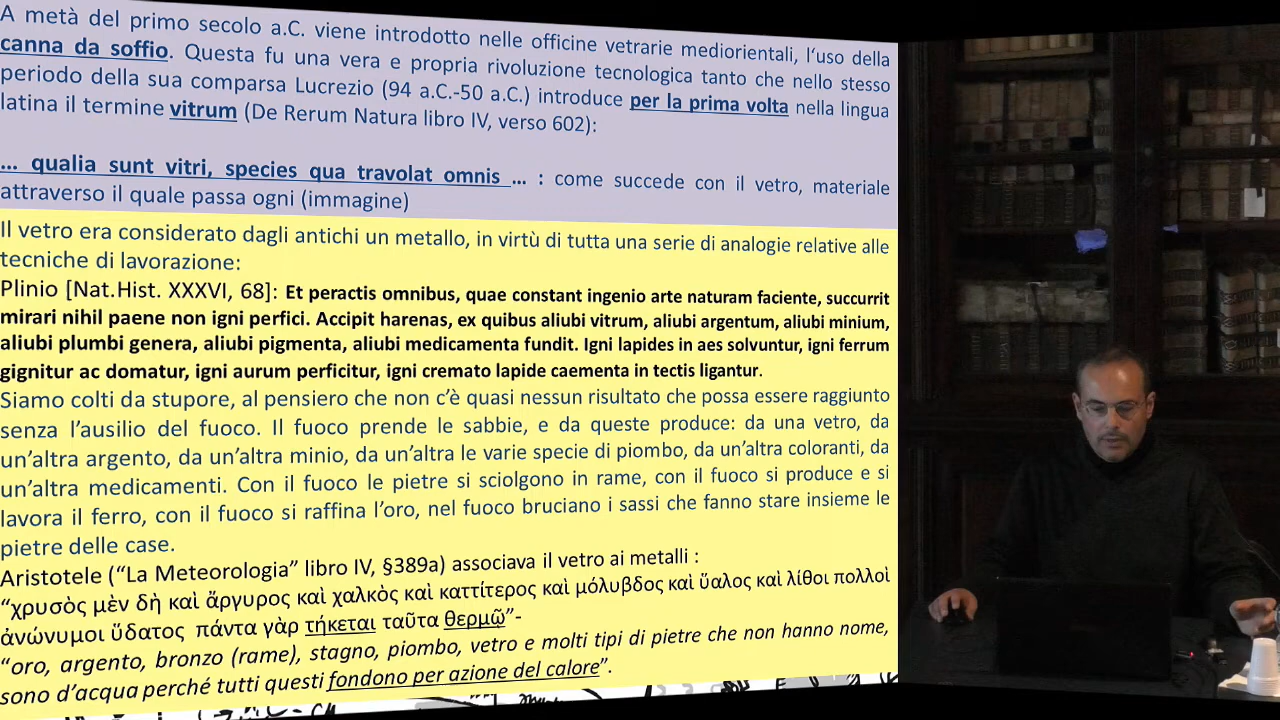 A metà del primo secolo a.C. viene introdotto nelle officine vetrarie mediorientali, l'uso della
canna da soffio. Questa fu una vera e propria rivoluzione tecnologica tanto che nello stesso
periodo della sua comparsa Lucrezio (94 a.C.-50 a.C.) introduce per la prima volta nella lingua
latina il termine vitrum (De Rerum Natura libro IV, verso 602):
... qualia sunt vitri, species qua travolat omnis ... : come succede con il vetro, materiale
attraverso il quale passa ogni (immagine)
Il vetro era considerato dagli antichi un metallo, in virtù di tutta una serie di analogie relative alle
tecniche di lavorazione:
Plinio [Nat.Hist. XXXVI, 68]: Et peractis omnibus, quae constant ingenio arte naturam faciente, succurrit
mirari nihil paene non igni perfici. Accipit harenas, ex quibus aliubi vitrum, aliubi argentum, aliubi minium,
aliubi plumbi genera, aliubi pigmenta, aliubi medicamenta fundit. Igni lapides in aes solvuntur, igni ferrum
gignitur ac domatur, igni aurum perficitur, igni cremato lapide caementa in tectis ligantur.
Siamo colti da stupore, al pensiero che non c'è quasi nessun risultato che possa essere raggiunto
senza l'ausilio del fuoco. Il fuoco prende le sabbie, e da queste produce: da una vetro, da
un'altra argento, da un'altra minio, da un'altra le varie specie di piombo, da un'altra coloranti, da
un'altra medicamenti. Con il fuoco le pietre si sciolgono in rame, con il fuoco si produce e si
lavora il ferro, con il fuoco si raffina l'oro, nel fuoco bruciano i sassi che fanno stare insieme le
pietre delle case.
Aristotele ("La Meteorologia" libro IV, §389a) associava il vetro ai metalli :
"χρυσὸς μὲν δὴ καὶ ἄργυρος καὶ χαλκὸς καὶ καττίτερος καὶ μόλυβδος καὶ ὕαλος καὶ λίθοι πολλοὶ
ἀνώνυμοι ὕδατος πάντα γὰρ τήκεται ταῦτα θερμῷ"-
"oro, argento, bronzo (rame), stagno, piombo, vetro e molti tipi di pietre che non hanno nome,
sono d'acqua perché tutti questi fondono per azione del calore".